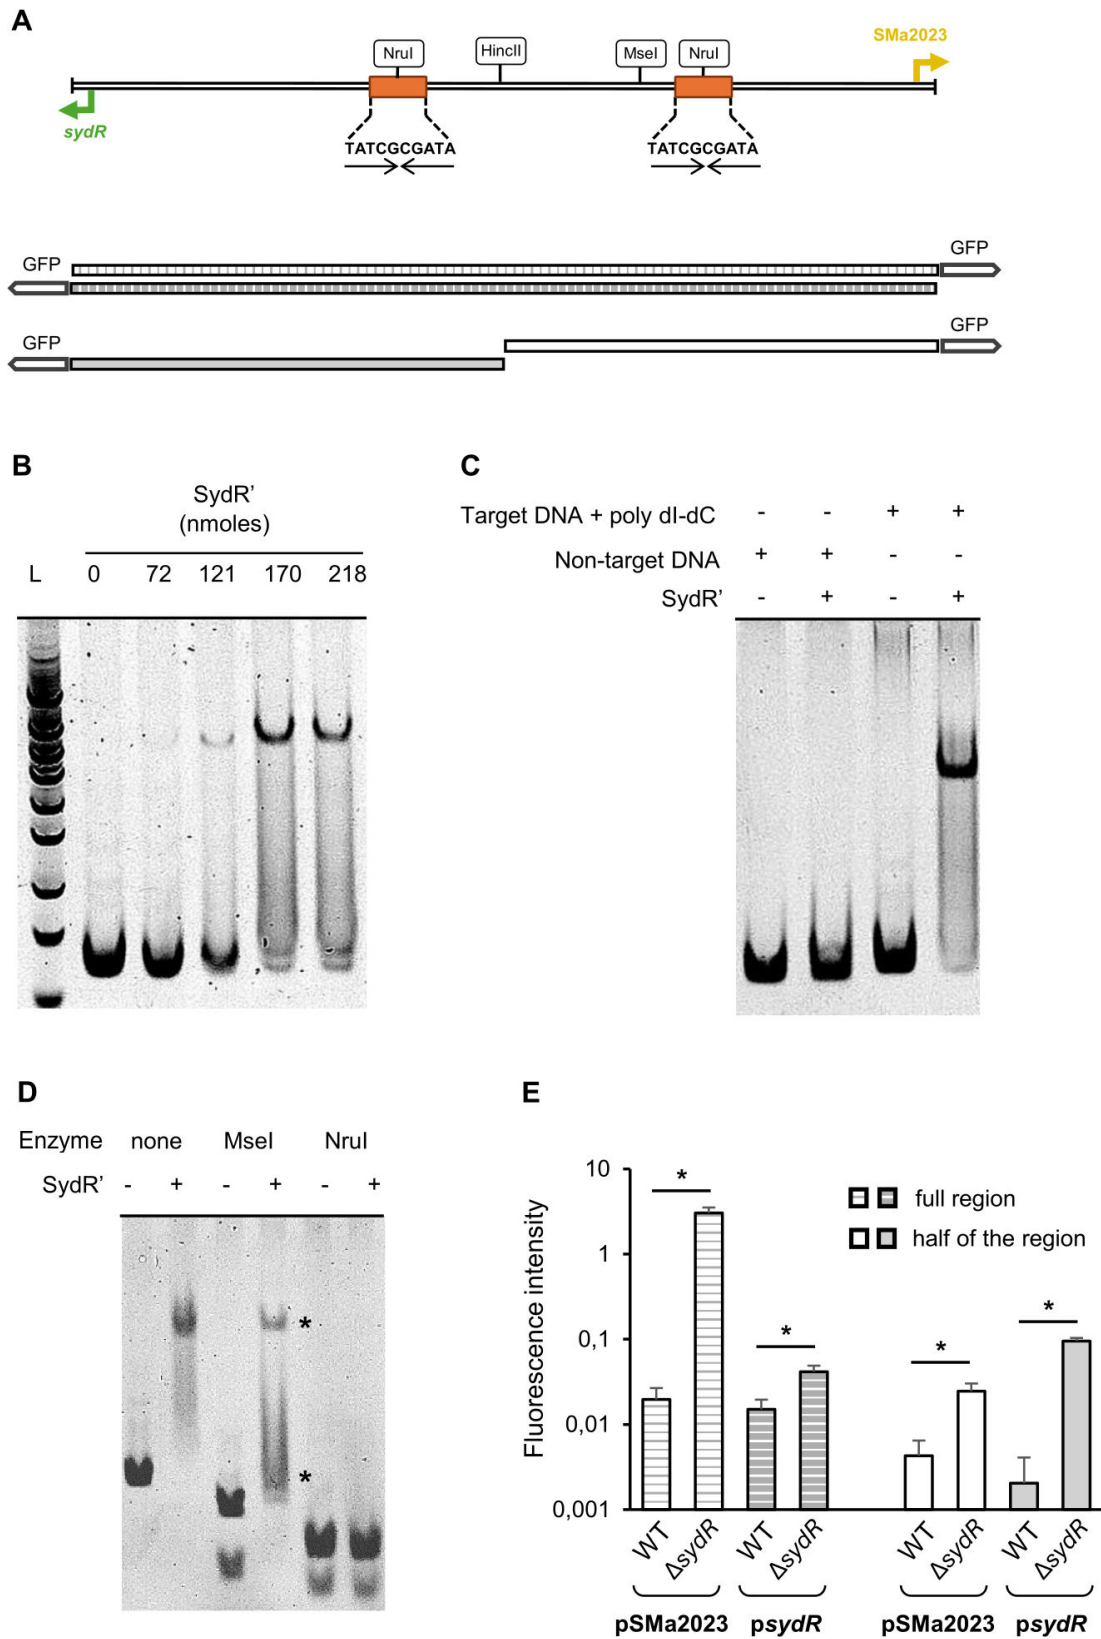 A
NruI HincII MseI NruI SMa2023
sydR
TATCGCGATA TATCGCGATA
GFP GFP
GFP GFP
B
SydR’
(nmoles)
L 0 72 121 170 218
C
Target DNA + poly dI-dC - - + +
Non-target DNA + + - -
SydR’ - + - +
D
Enzyme none MseI NruI
SydR’ - + - + - +
*
*
E
Fluorescence intensity
10
1
0,1
0,01
0,001
* * * *
full region
half of the region
WT ΔsydR WT ΔsydR WT ΔsydR WT ΔsydR
pSMa2023 psydR pSMa2023 psydR